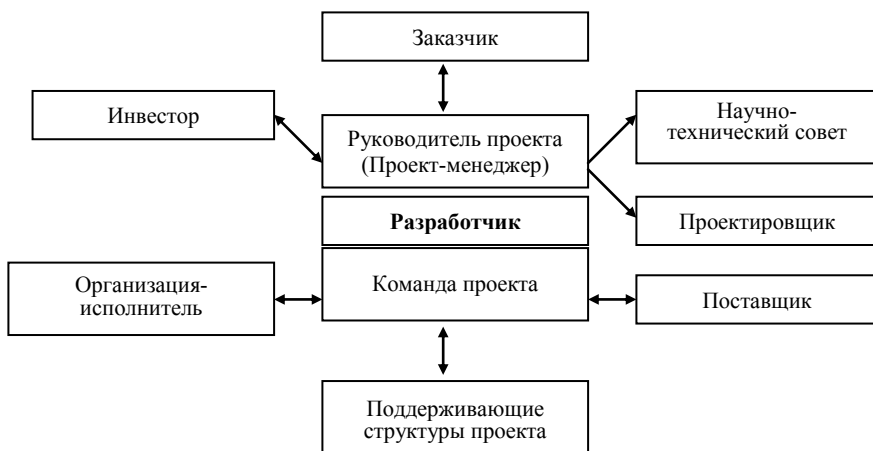 Заказчик
Инвестор
Руководитель проекта
(Проект-менеджер)
Научно-
технический совет
Разработчик
Проектировщик
Организация-
исполнитель
Команда проекта
Поставщик
Поддерживающие
структуры проекта